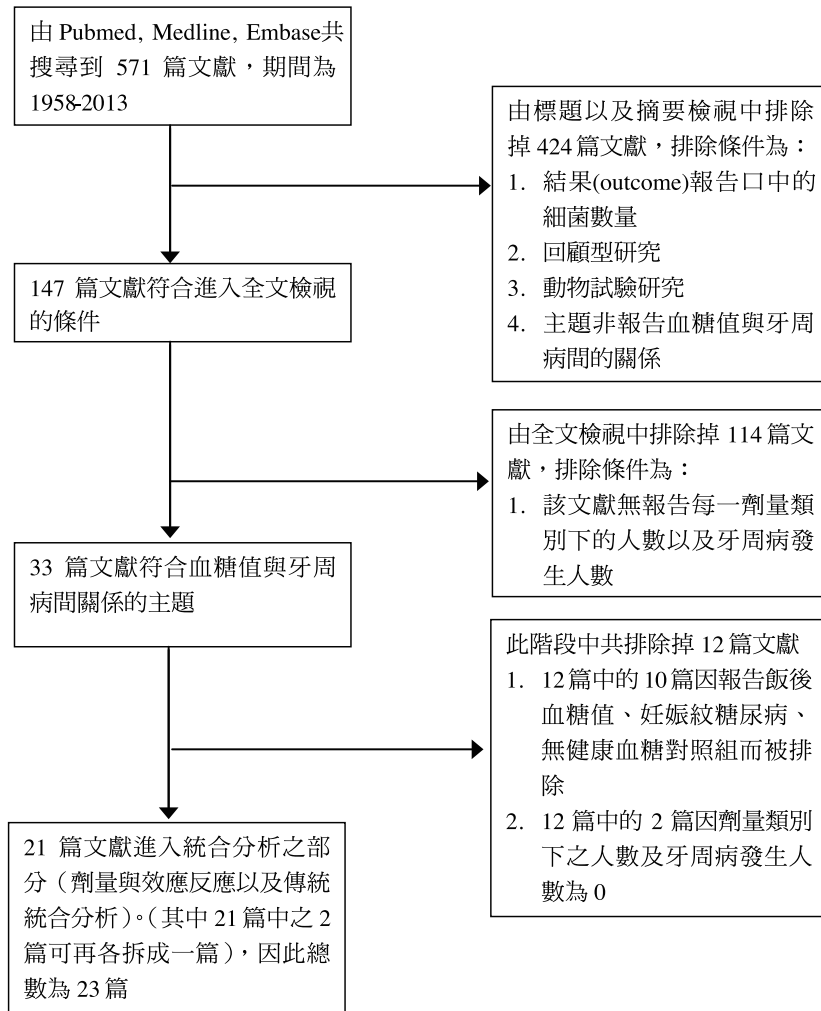 由 Pubmed, Medline, Embase共
搜尋到 571 篇文獻，期間為
1958-2013
由標題以及摘要檢視中排除
掉 424 篇文獻，排除條件為：
1. 結果(outcome)報告口中的
細菌數量
2. 回顧型研究
3. 動物試驗研究
4. 主題非報告血糖值與牙周
病間的關係
147 篇文獻符合進入全文檢視
的條件
由全文檢視中排除掉 114 篇文
獻，排除條件為：
1. 該文獻無報告每一劑量類
別下的人數以及牙周病發
生人數
33 篇文獻符合血糖值與牙周
病間關係的主題
此階段中共排除掉 12 篇文獻
1. 12篇中的 10 篇因報告飯後
血糖值、妊娠紋糖尿病、
無健康血糖對照組而被排
除
2. 12 篇中的 2 篇因劑量類別
下之人數及牙周病發生人
數為 0
21 篇文獻進入統合分析之部
分（劑量與效應反應以及傳統
統合分析）。（其中 21 篇中之 2
篇可再各拆成一篇），因此總
數為 23 篇